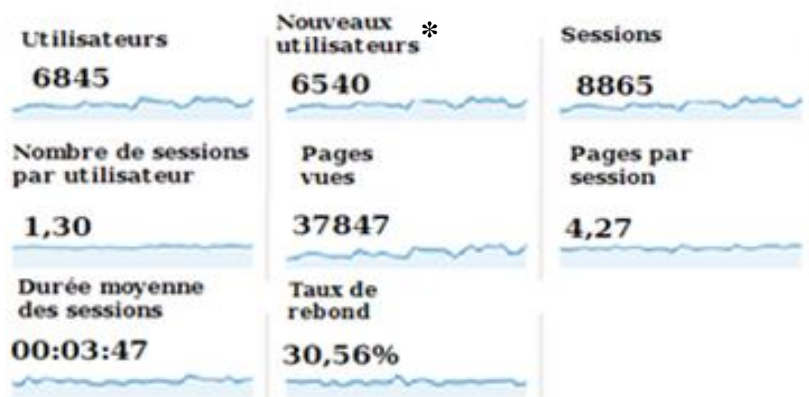 Utilisateurs
6845
Nouveaux
utilisateurs *
6540
Sessions
8865
Nombre de sessions
par utilisateur
1,30
Pages
vues
37847
Pages par
session
4,27
Durée moyenne
des sessions
00:03:47
Taux de
rebond
30,56%